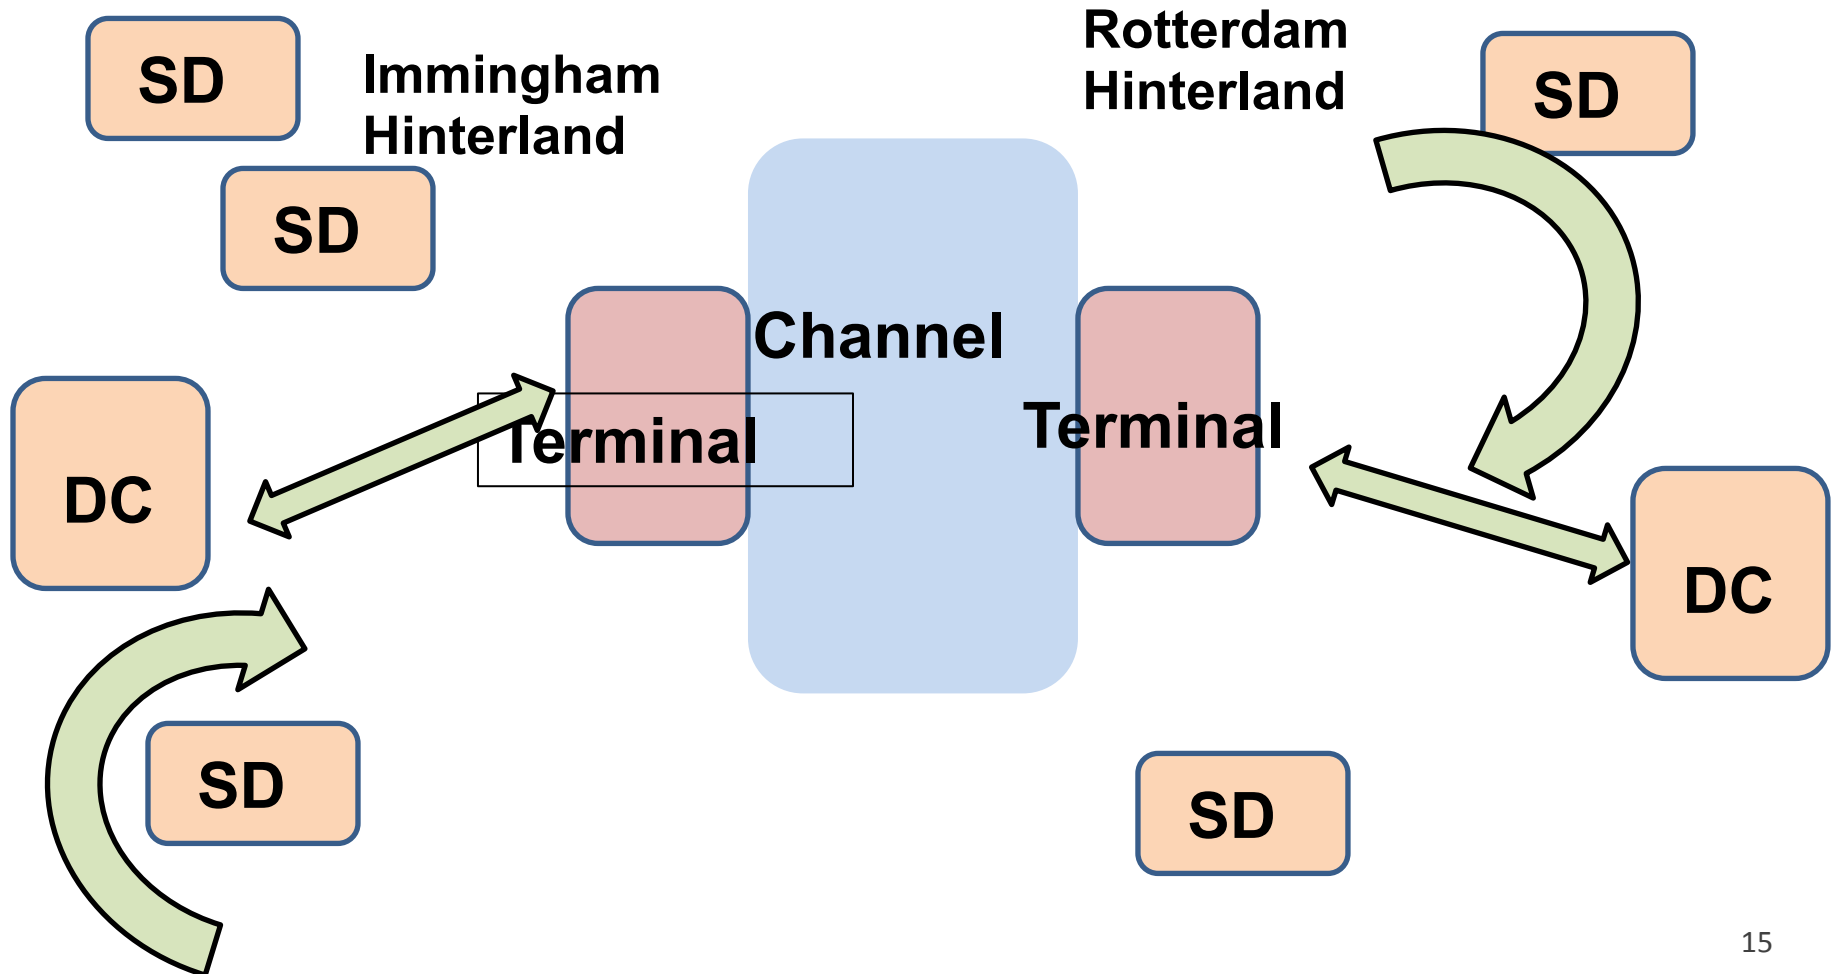 SD
Immingham
Hinterland
SD
Rotterdam
Hinterland
SD
Channel
Terminal
Terminal
DC
DC
SD
SD
15